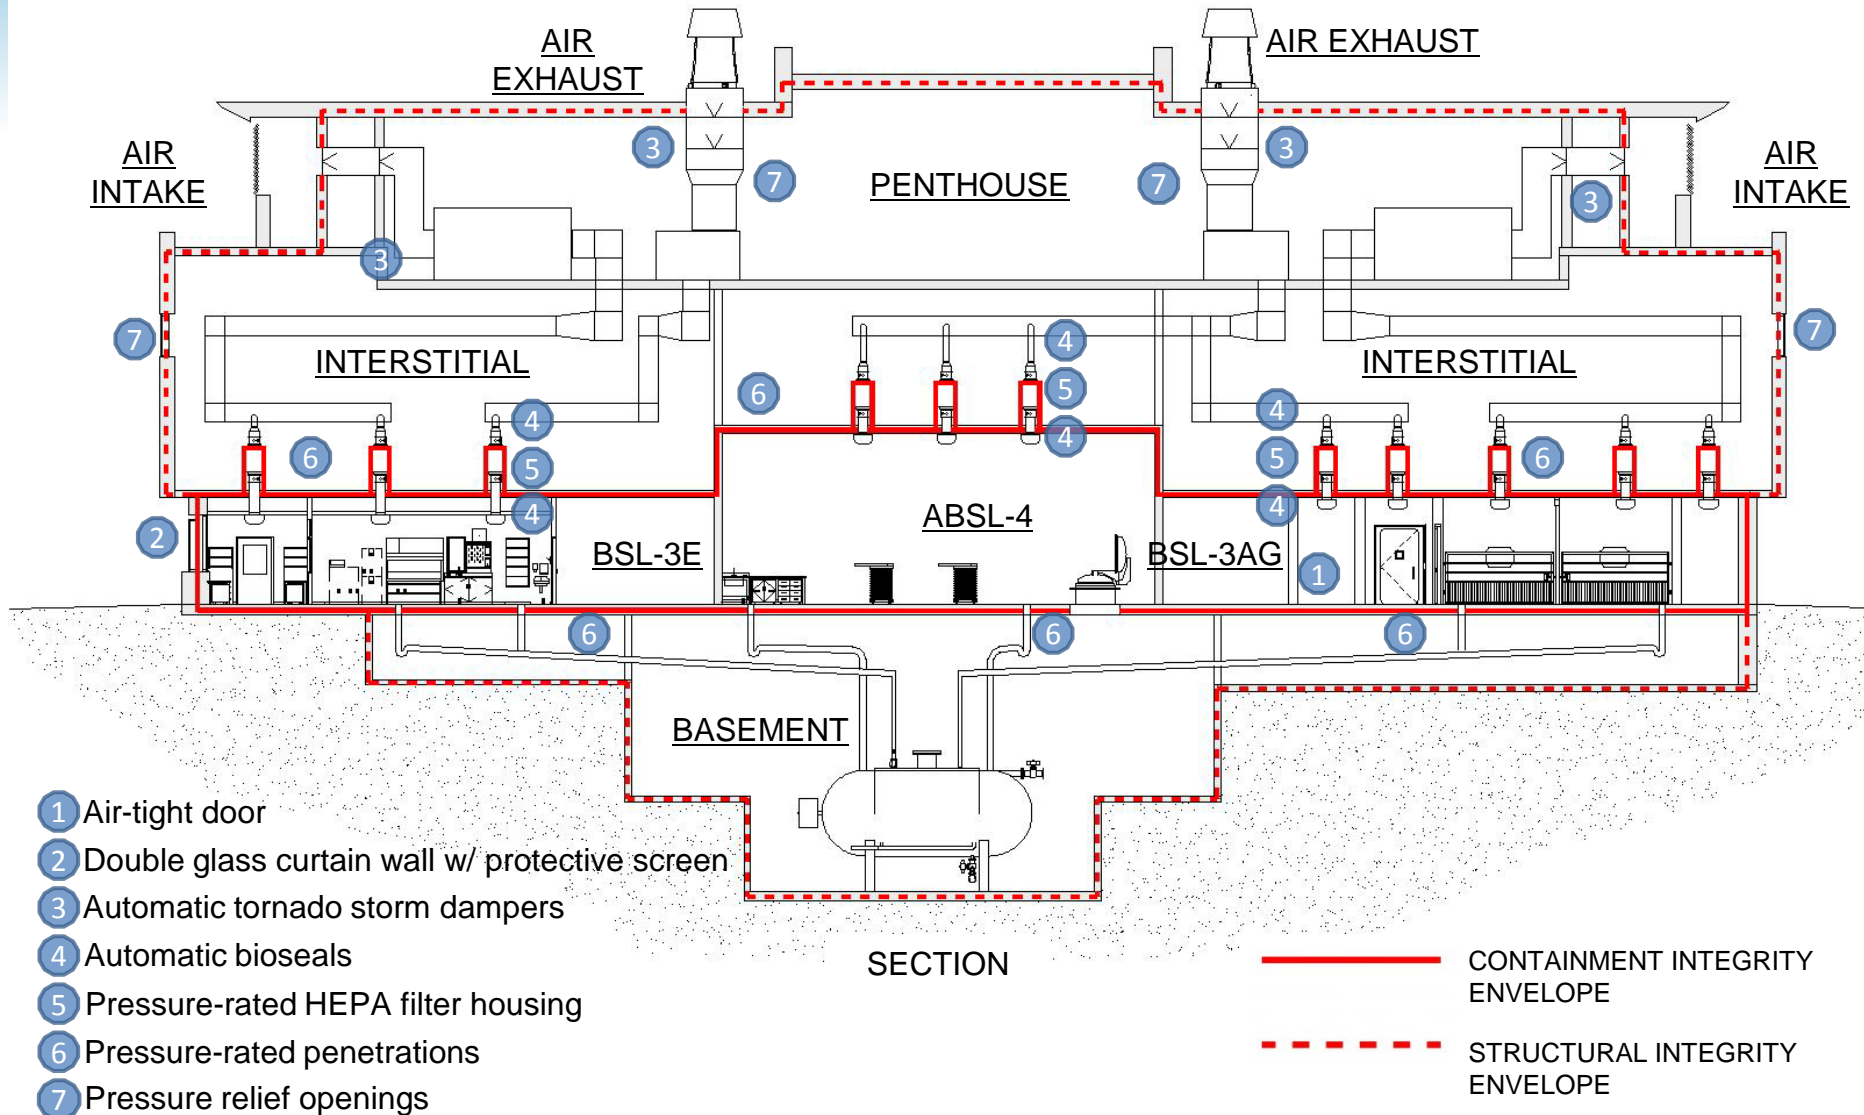 AIR
EXHAUST
AIR EXHAUST
AIR
INTAKE
3
7
PENTHOUSE
7
3
AIR
INTAKE
3
3
7
INTERSTITIAL
4
INTERSTITIAL
7
6
5
4
4
4
6
5
5
6
4
4
4
2
BSL-3E
ABSL-4
BSL-3AG
1
6
6
6
BASEMENT
1 Air-tight door
2 Double glass curtain wall w/ protective screen
3 Automatic tornado storm dampers
4 Automatic bioseals
5 Pressure-rated HEPA filter housing
6 Pressure-rated penetrations
7 Pressure relief openings
SECTION
CONTAINMENT INTEGRITY
ENVELOPE
STRUCTURAL INTEGRITY
ENVELOPE